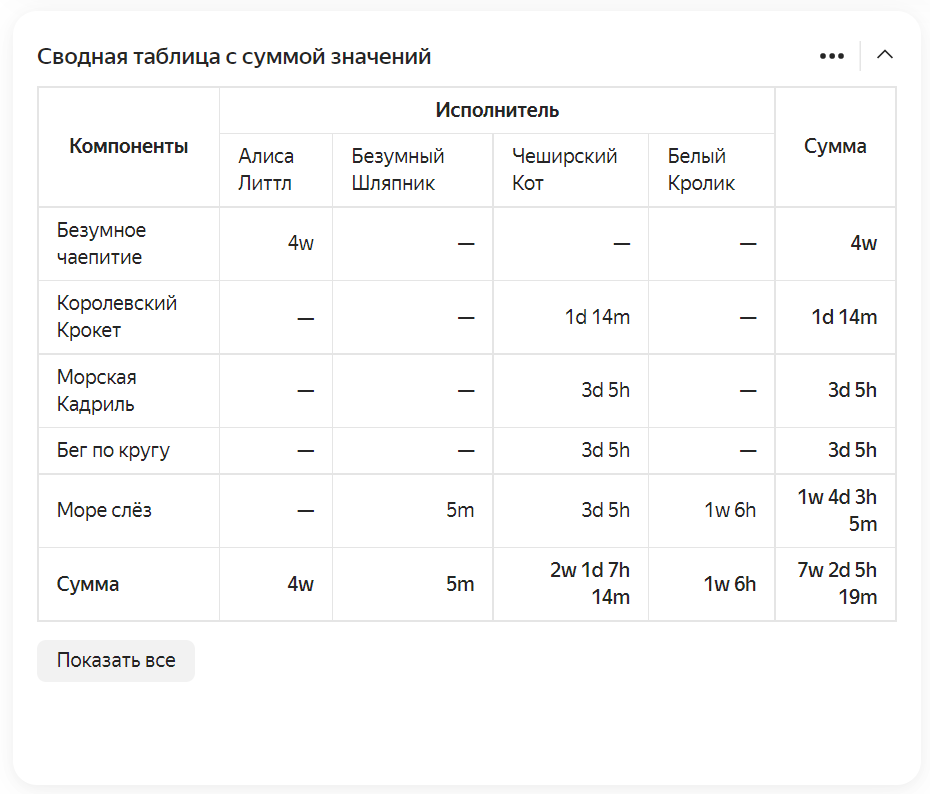 Сводная таблица с суммой значений
Компоненты
Исполнитель
Сумма
Алиса Литтл
Безумный Шляпник
Чеширский Кот
Белый Кролик
Безумное чаепитие 4w — — — 4w
Королевский Крокет — — 1d 14m — 1d 14m
Морская Кадриль — — 3d 5h — 3d 5h
Бег по кругу — — 3d 5h — 3d 5h
Море слёз — 5m 3d 5h 1w 6h 1w 4d 3h 5m
Сумма 4w 5m 2w 1d 7h 14m 1w 6h 7w 2d 5h 19m
Показать все